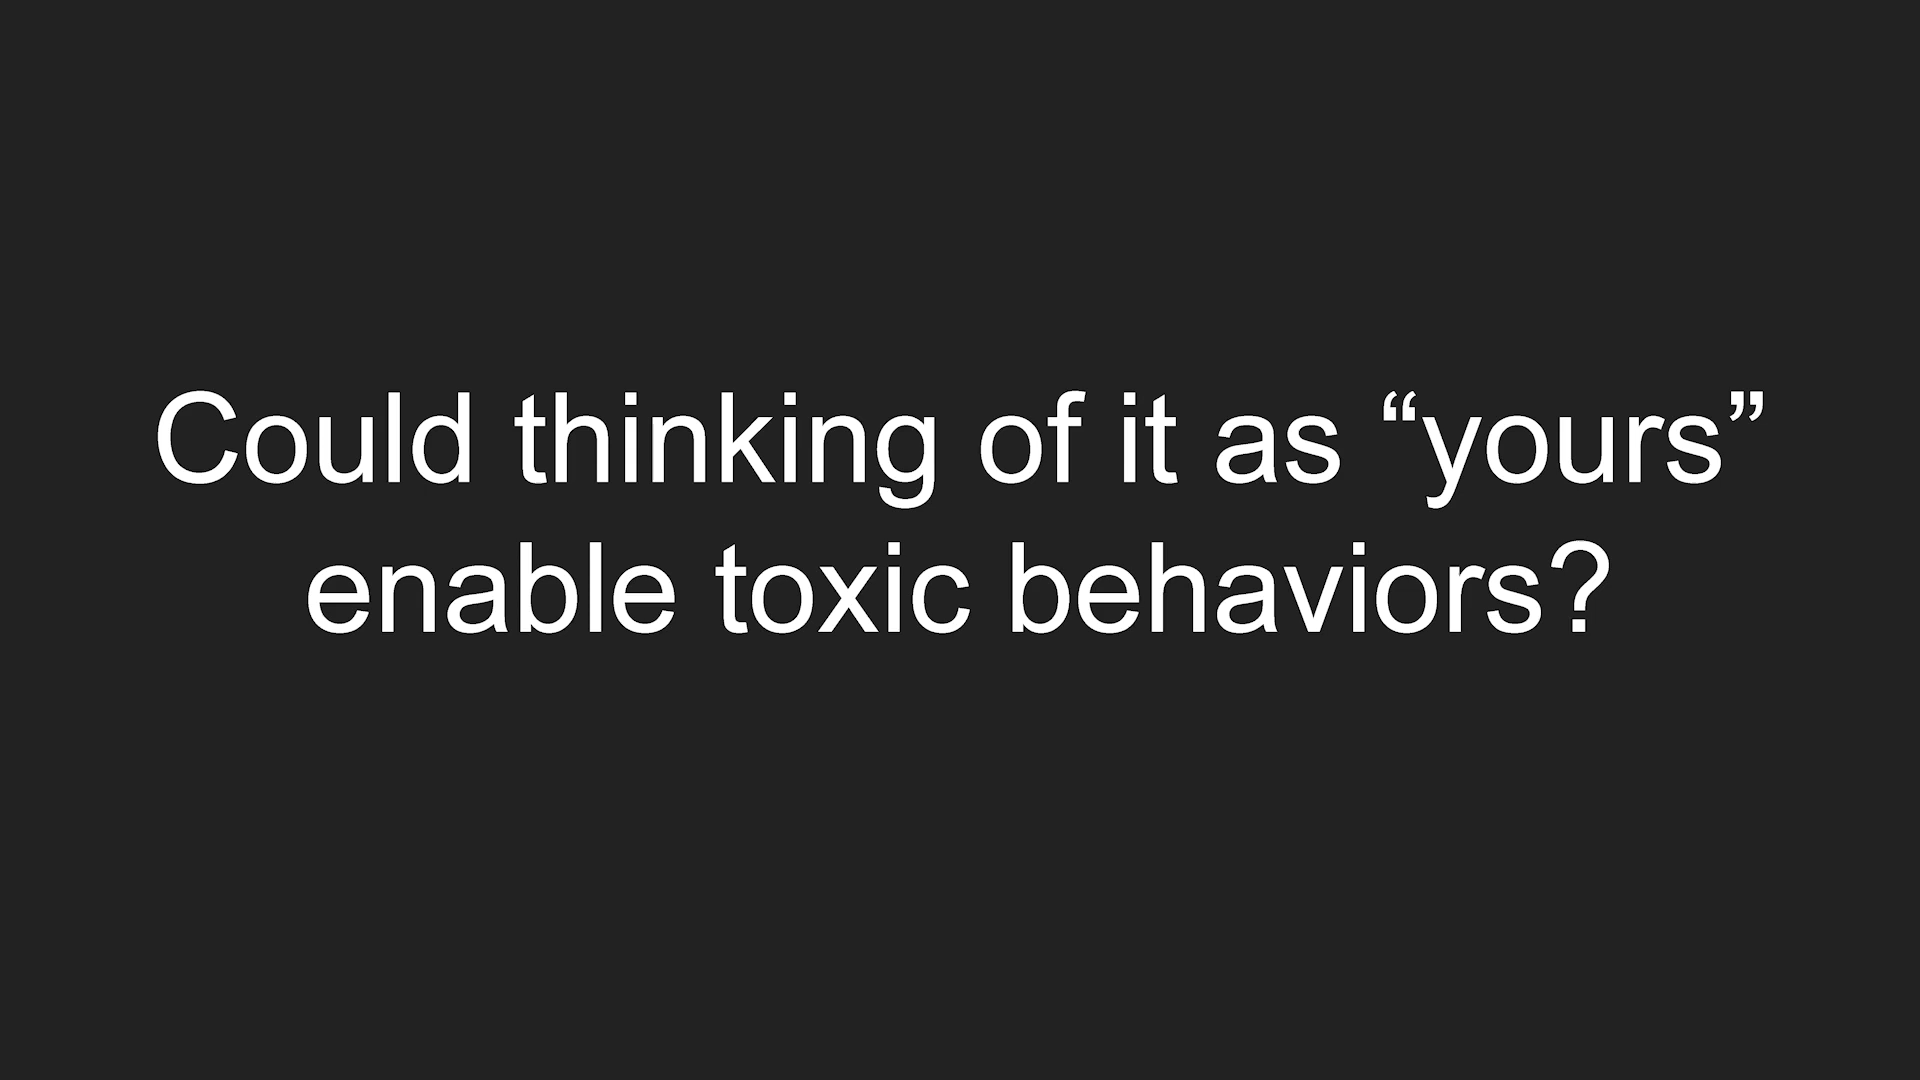 Could thinking of it as “yours”
enable toxic behaviors?